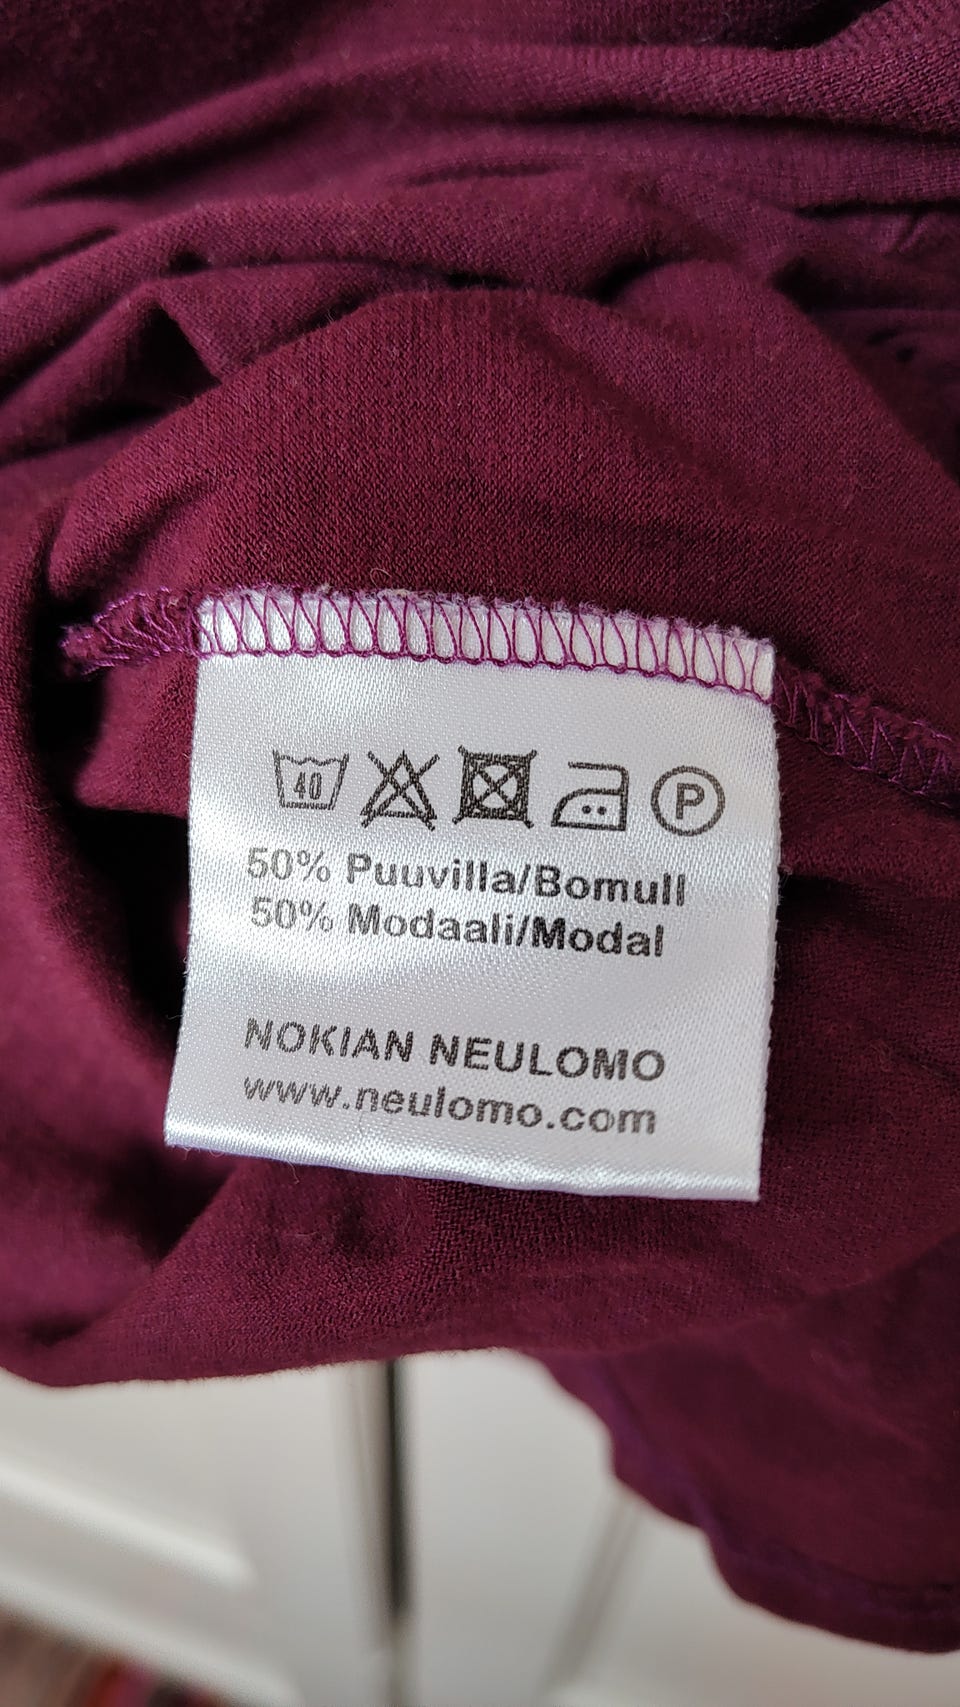 40 P
50% Puuvilla/Bomull
50% Modaali/Modal
NOKIAN NEULOMO
www.neulomo.com